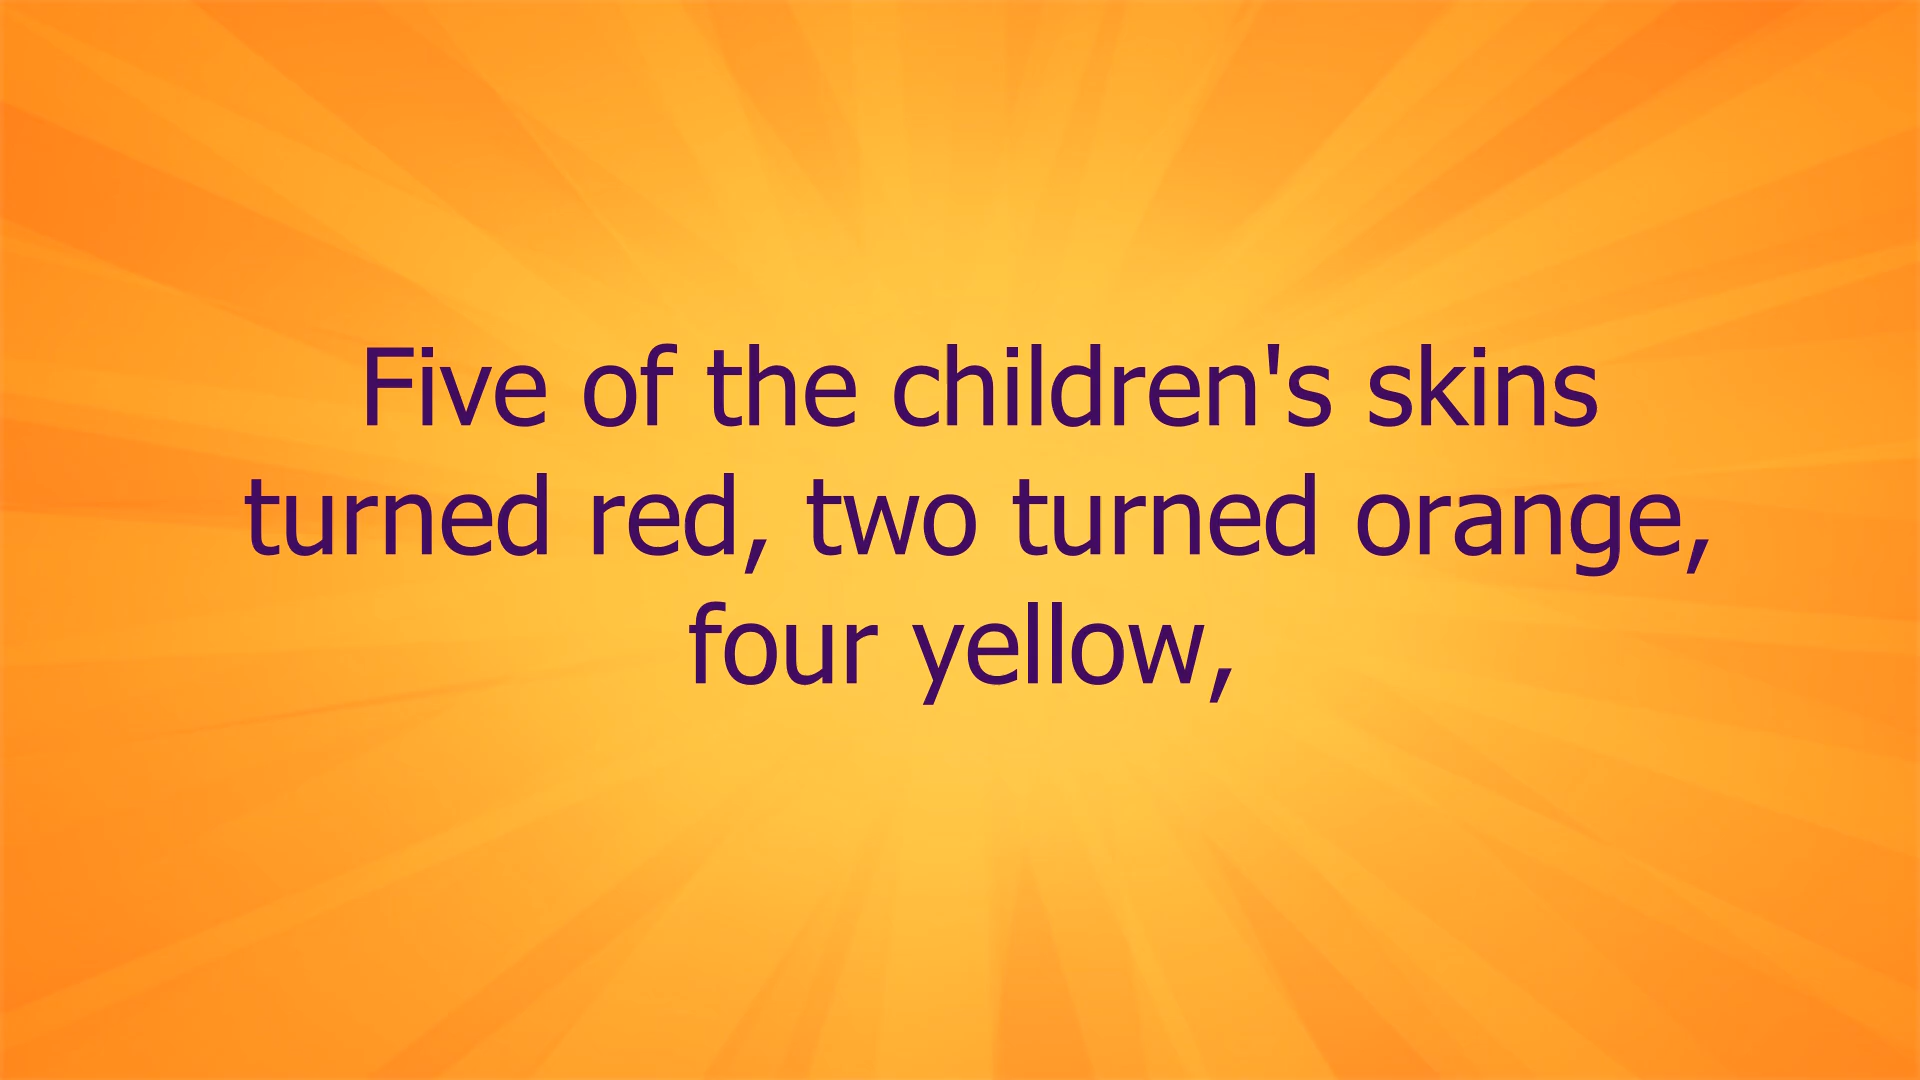 Five of the children's skins
turned red, two turned orange,
four yellow,